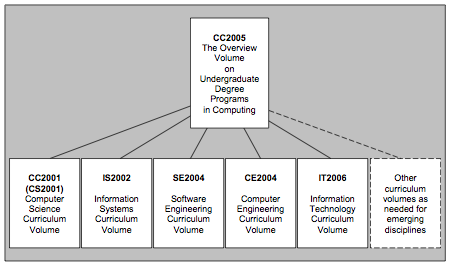 CC2005
The Overview
Volume
on
Undergraduate
Degree
Programs
in Computing
CC2001
(CS2001)
Computer
Science
Curriculum
Volume
IS2002
Information
Systems
Curriculum
Volume
SE2004
Software
Engineering
Curriculum
Volume
CE2004
Computer
Engineering
Curriculum
Volume
IT2006
Information
Technology
Curriculum
Volume
Other
curriculum
volumes as
needed for
emerging
disciplines